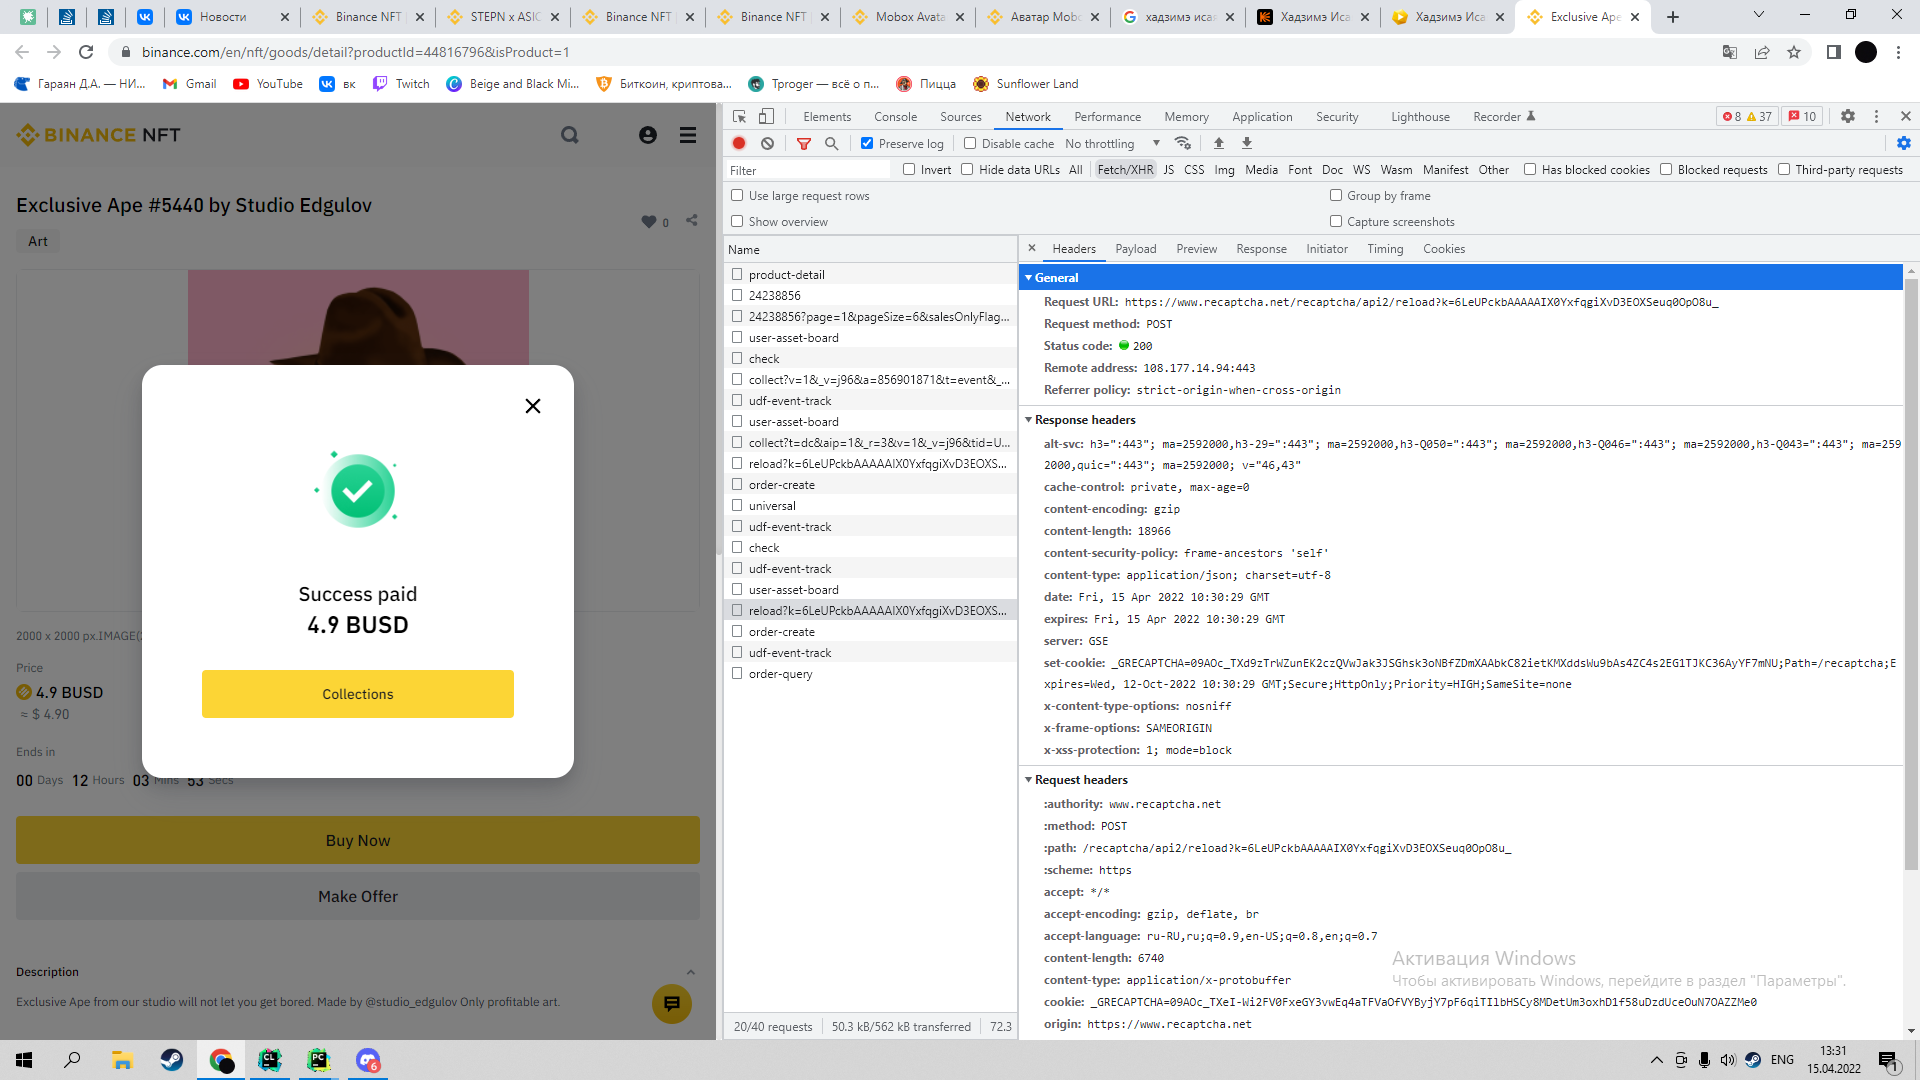 Новости
Binance NFT |
STEPN x ASIC
Binance NFT |
Binance NFT |
Mobox Avata
Аватар Mobo
хадзимэ иса
Хадзимэ Иса
Хадзимэ Иса
Exclusive Ape
binance.com/en/nft/goods/detail?productId=44816796&isProduct=1
Гараян Д.А. — НИ...
Gmail
YouTube
вк
Twitch
Beige and Black Mi...
Биткоин, криптова...
Tproger — всё о п...
Пицца
Sunflower Land
BINANCE NFT
Exclusive Ape #5440 by Studio Edgulov
0
Art
Success paid
4.9 BUSD
Collections
2000 x 2000 px.IMAGE(
Price
4.9 BUSD
≈ $ 4.90
Ends in
00 Days 12 Hours 03 Mins 53 Secs
Buy Now
Make Offer
Description
Exclusive Ape from our studio will not let you get bored. Made by @studio_edgulov Only profitable art.
Elements Console Sources Network Performance Memory Application Security Lighthouse Recorder
8 37 10
Preserve log Disable cache No throttling
Filter Invert Hide data URLs All Fetch/XHR JS CSS Img Media Font Doc WS Wasm Manifest Other Has blocked cookies Blocked requests Third-party requests
Use large request rows Group by frame
Show overview Capture screenshots
Name
product-detail
24238856
24238856?page=1&pageSize=6&salesOnlyFlag...
user-asset-board
check
collect?v=1&_v=j96&a=856901871&t=event&_...
udf-event-track
user-asset-board
collect?t=dc&aip=1&_r=3&v=1&_v=j96&tid=U...
reload?k=6LeUPckbAAAAAIX0YxfqgiXvD3EOXS...
order-create
universal
udf-event-track
check
udf-event-track
user-asset-board
reload?k=6LeUPckbAAAAAIX0YxfqgiXvD3EOXS...
order-create
udf-event-track
order-query
20/40 requests 50.3 kB/562 kB transferred 72.3
Headers Payload Preview Response Initiator Timing Cookies
General
Request URL: https://www.recaptcha.net/recaptcha/api2/reload?k=6LeUPckbAAAAAIX0YxfqgiXvD3EOXSeuq0OpO8u_
Request method: POST
Status code: 200
Remote address: 108.177.14.94:443
Referrer policy: strict-origin-when-cross-origin
Response headers
alt-svc: h3=":443"; ma=2592000,h3-29=":443"; ma=2592000,h3-Q050=":443"; ma=2592000,h3-Q046=":443"; ma=2592000,h3-Q043=":443"; ma=259
2000,quic=":443"; ma=2592000; v="46,43"
cache-control: private, max-age=0
content-encoding: gzip
content-length: 18966
content-security-policy: frame-ancestors 'self'
content-type: application/json; charset=utf-8
date: Fri, 15 Apr 2022 10:30:29 GMT
expires: Fri, 15 Apr 2022 10:30:29 GMT
server: GSE
set-cookie: _GRECAPTCHA=09AOc_TXd9zTrWZunEK2czQVwJak3JSGhsk3oNBfZDmXAAbkC82ietKMXddsWu9bAs4ZC4s2EG1TJKC36AyYF7mNU;Path=/recaptcha;E
xpires=Wed, 12-Oct-2022 10:30:29 GMT;Secure;HttpOnly;Priority=HIGH;SameSite=none
x-content-type-options: nosniff
x-frame-options: SAMEORIGIN
x-xss-protection: 1; mode=block
Request headers
:authority: www.recaptcha.net
:method: POST
:path: /recaptcha/api2/reload?k=6LeUPckbAAAAAIX0YxfqgiXvD3EOXSeuq0OpO8u_
:scheme: https
accept: */*
accept-encoding: gzip, deflate, br
accept-language: ru-RU,ru;q=0.9,en-US;q=0.8,en;q=0.7
content-length: 6740
content-type: application/x-protobuffer
cookie: _GRECAPTCHA=09AOc_TXeI-Wi2FV0FxeGY3vwEq4aTFVaOfVYByjY7pF6qiTIlbHSCy8MDetUm3oxhD1f58uDzdUceOuN7OAZZMe0
origin: https://www.recaptcha.net
Активация Windows
Чтобы активировать Windows, перейдите в раздел "Параметры".
CL
PC
6
ENG
13:31
15.04.2022
1